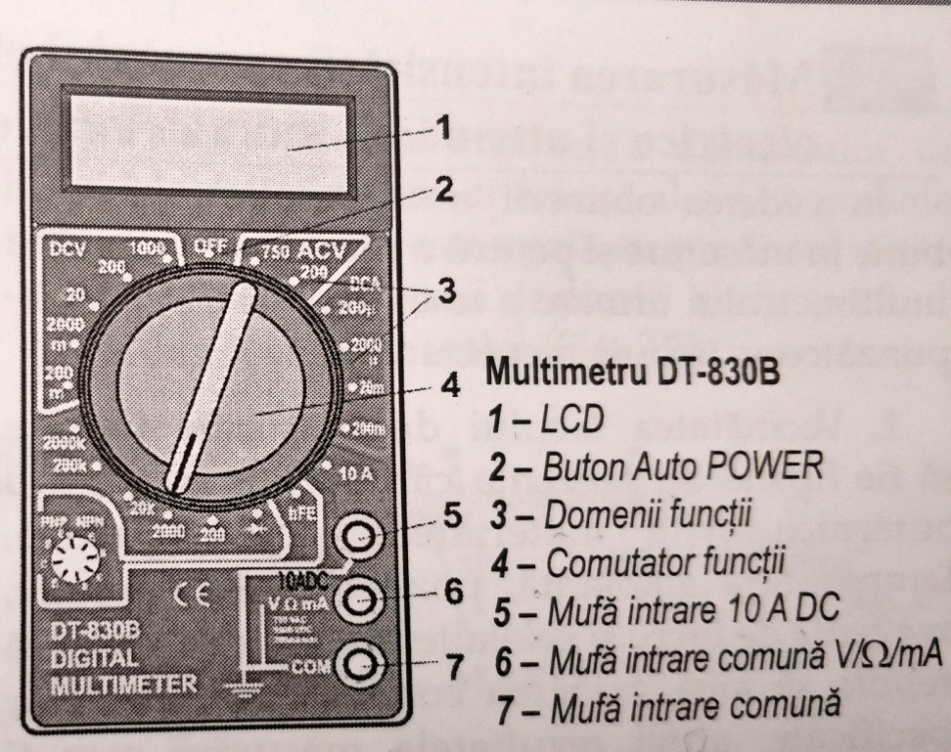 1
2
DCV 1000 OFF 750 ACV
200 200
DCA
20 200µ
3
2000
m
2000
µ
200
m
20m
4
2000k 200m
200k 10 A
20k hFE
2000 200
PNP NPN
5
10ADC
VΩmA
6
DT-830B
DIGITAL
MULTIMETER
COM
7
Multimetru DT-830B
1 – LCD
2 – Buton Auto POWER
3 – Domenii funcții
4 – Comutator funcții
5 – Mufă intrare 10 A DC
6 – Mufă intrare comună V/Ω/mA
7 – Mufă intrare comună